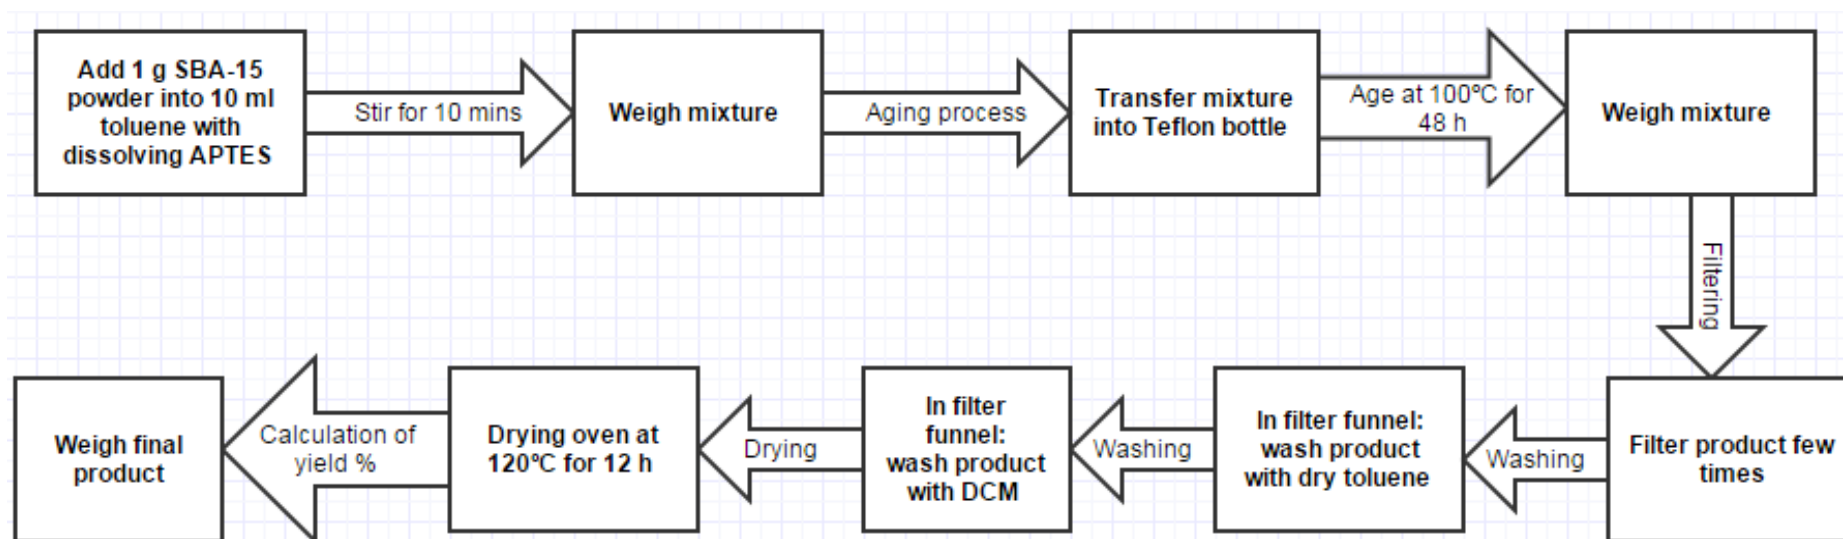 Add 1 g SBA-15
powder into 10 ml
toluene with
dissolving APTES
Stir for 10 mins
Weigh mixture
Aging process
Transfer mixture
into Teflon bottle
Age at 100ºC for
48 h
Weigh mixture
Filtering
Filter product few
times
Washing
In filter funnel:
wash product
with dry toluene
Washing
In filter
funnel:
wash product
with DCM
Drying
Drying oven at
120ºC for 12 h
Calculation of
yield %
Weigh final
product